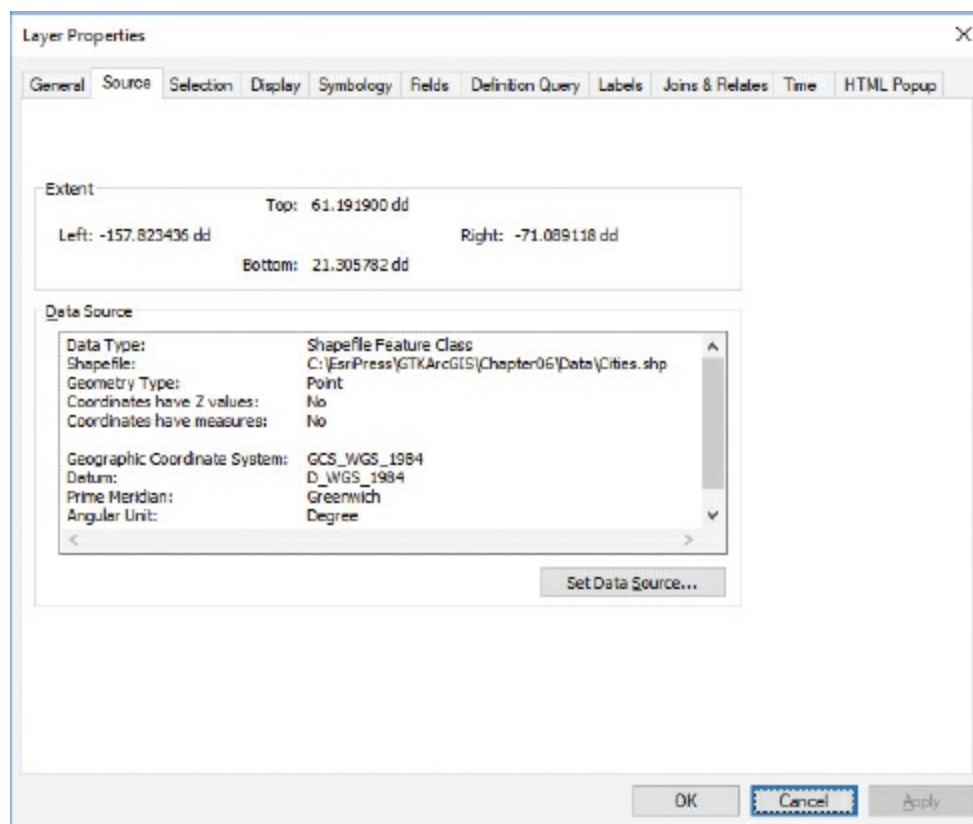 Layer Properties
General Source Selection Display Symbology Fields Definition Query Labels Joins & Relates Time HTML Popup
Extent
Top: 61.191900 dd
Left: -157.823436 dd Right: -71.089118 dd
Bottom: 21.305782 dd
Data Source
Data Type: Shapefile Feature Class
Shapefile: C:\EsriPress\GTKArcGIS\Chapter06\Data\Cities.shp
Geometry Type: Point
Coordinates have Z values: No
Coordinates have measures: No
Geographic Coordinate System: GCS_WGS_1984
Datum: D_WGS_1984
Prime Meridian: Greenwich
Angular Unit: Degree
Set Data Source...
OK Cancel Apply